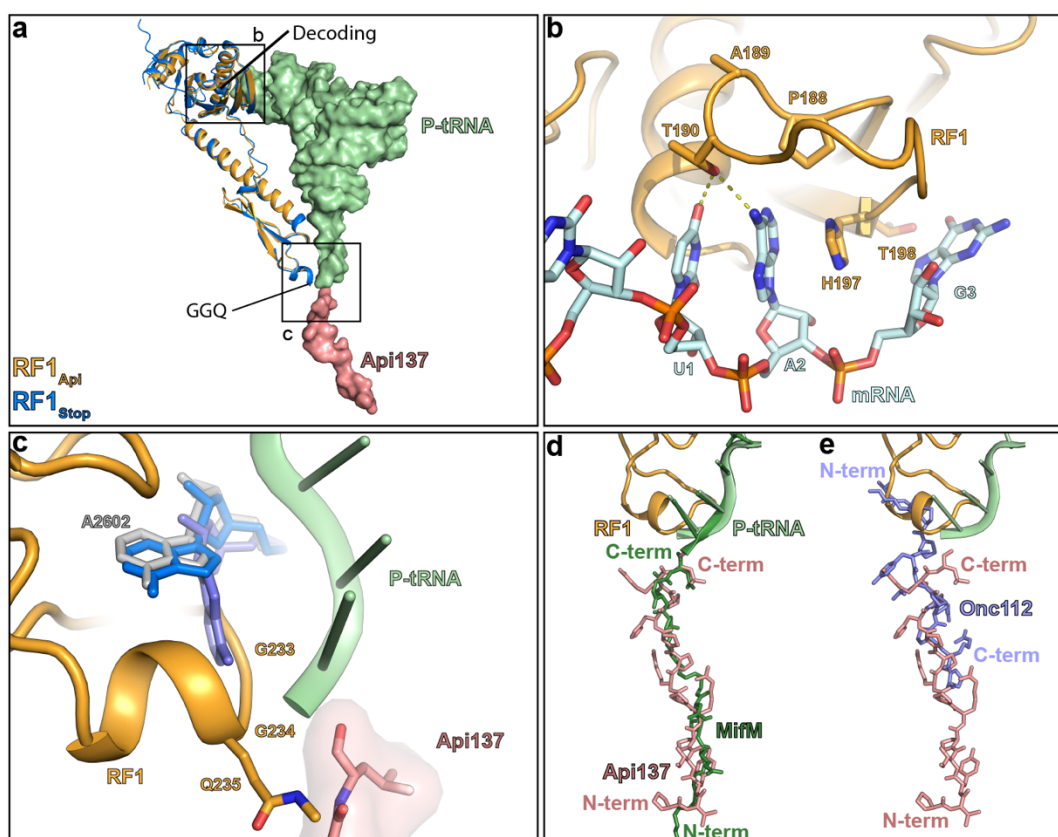 a
b
Decoding
P-tRNA
GGQ
c
Api137
RF1Api
RF1Stop
b
A189
P188
T190
RF1
T198
H197
G3
U1
A2
mRNA
c
A2602
P-tRNA
G233
G234
Api137
RF1
Q235
d
RF1
P-tRNA
C-term
C-term
MifM
Api137
N-term
N-term
e
N-term
C-term
Onc112
C-term
N-term